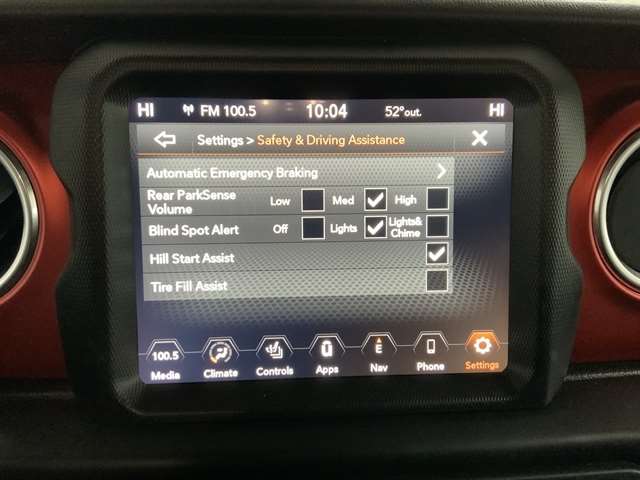 HI FM 100.5 10:04 52°out. HI
Settings > Safety & Driving Assistance
Automatic Emergency Braking
Rear ParkSense
Volume
Low Med High
Blind Spot Alert
Off Lights Lights&
Chime
Hill Start Assist
Tire Fill Assist
100.5 E
Media Climate Controls Apps Nav Phone Settings